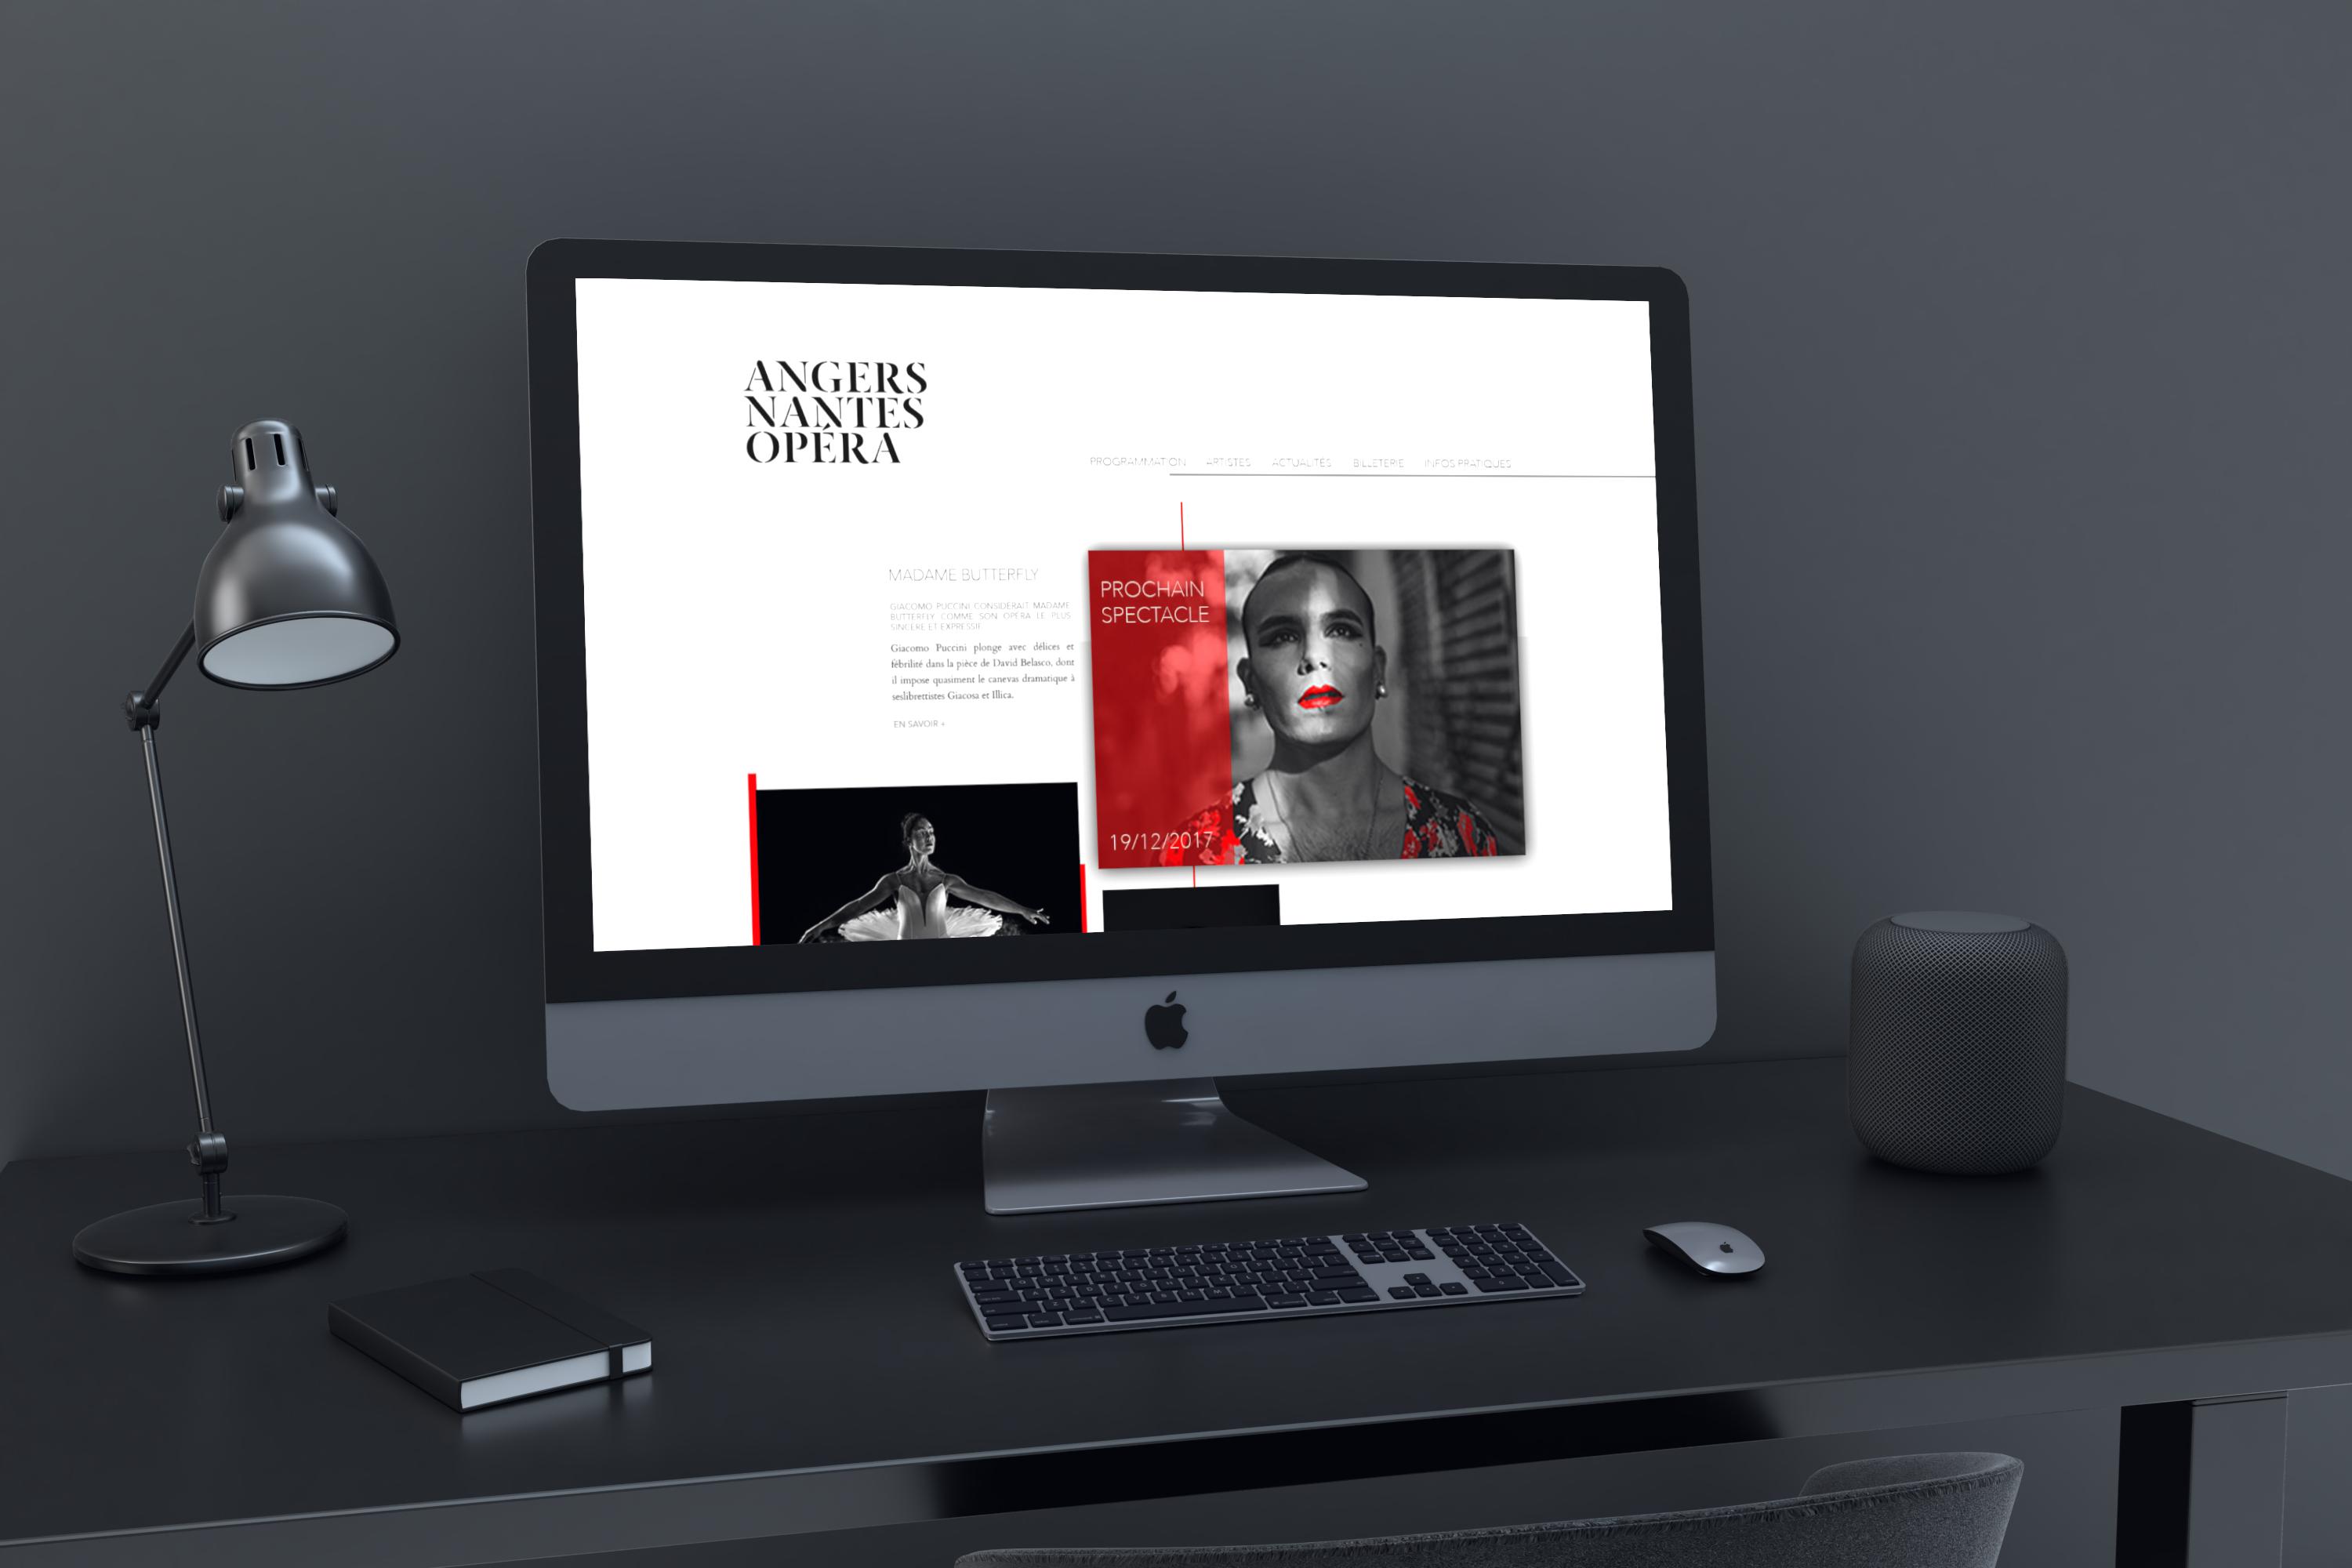 ANGERS
NANTES
OPÉRA
PROGRAMMATION ARTISTES ACTUALITÉS BILLETERIE INFOS PRATIQUES
MADAME BUTTERFLY
GIACOMO PUCCINI CONSIDERAIT MADAME
BUTTERFLY COMME SON OPERA LE PLUS
SINCERE ET EXPRESSIF.
Giacomo Puccini plonge avec délices et
fébrilité dans la pièce de David Belasco, dont
il impose quasiment le canevas dramatique à
seslibrettistes Giacosa et Illica.
EN SAVOIR +
PROCHAIN
SPECTACLE
19/12/2017